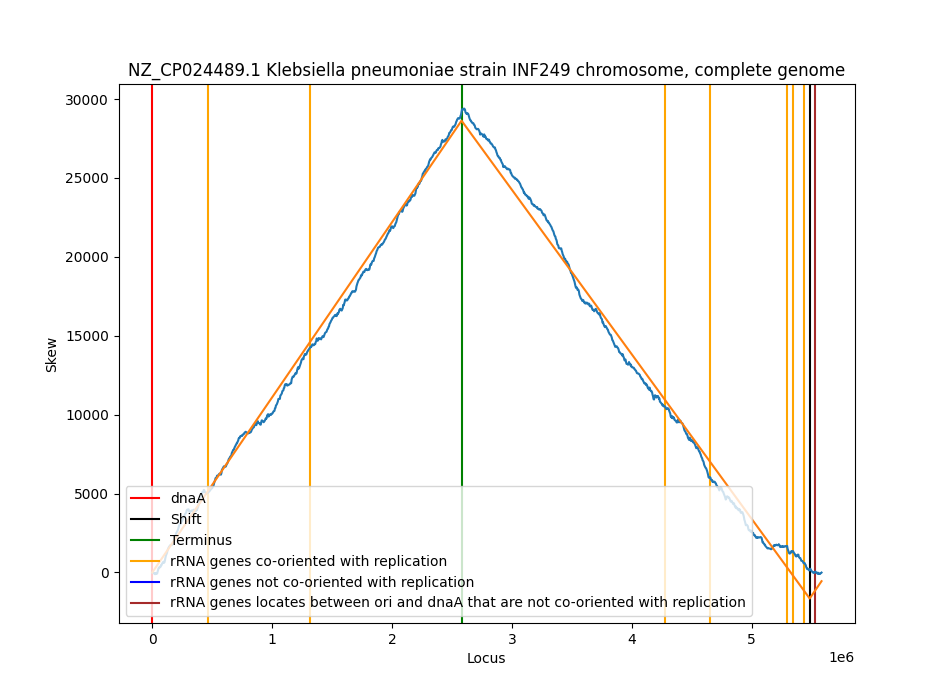 NZ_CP024489.1 Klebsiella pneumoniae strain INF249 chromosome, complete genome
30000
25000
20000
15000
10000
5000
0
Skew
dnaA
Shift
Terminus
rRNA genes co-oriented with replication
rRNA genes not co-oriented with replication
rRNA genes locates between ori and dnaA that are not co-oriented with replication
0 1 2 3 4 5
1e6
Locus